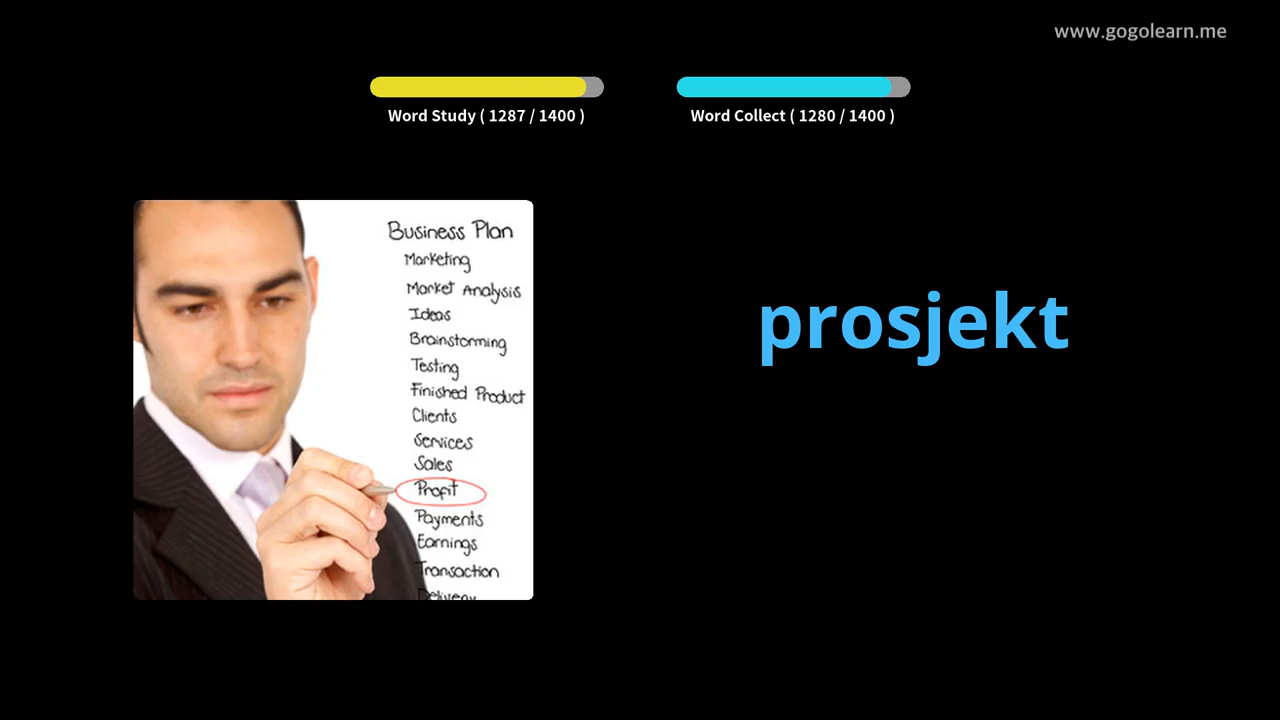 www.gogolearn.me
Word Study ( 1287 / 1400 )
Word Collect ( 1280 / 1400 )
Business Plan
Marketing
Market Analysis
Ideas
Brainstorming
Testing
Finished Product
Clients
Services
Sales
Profit
Payments
Earnings
Transaction
Delivery
prosjekt